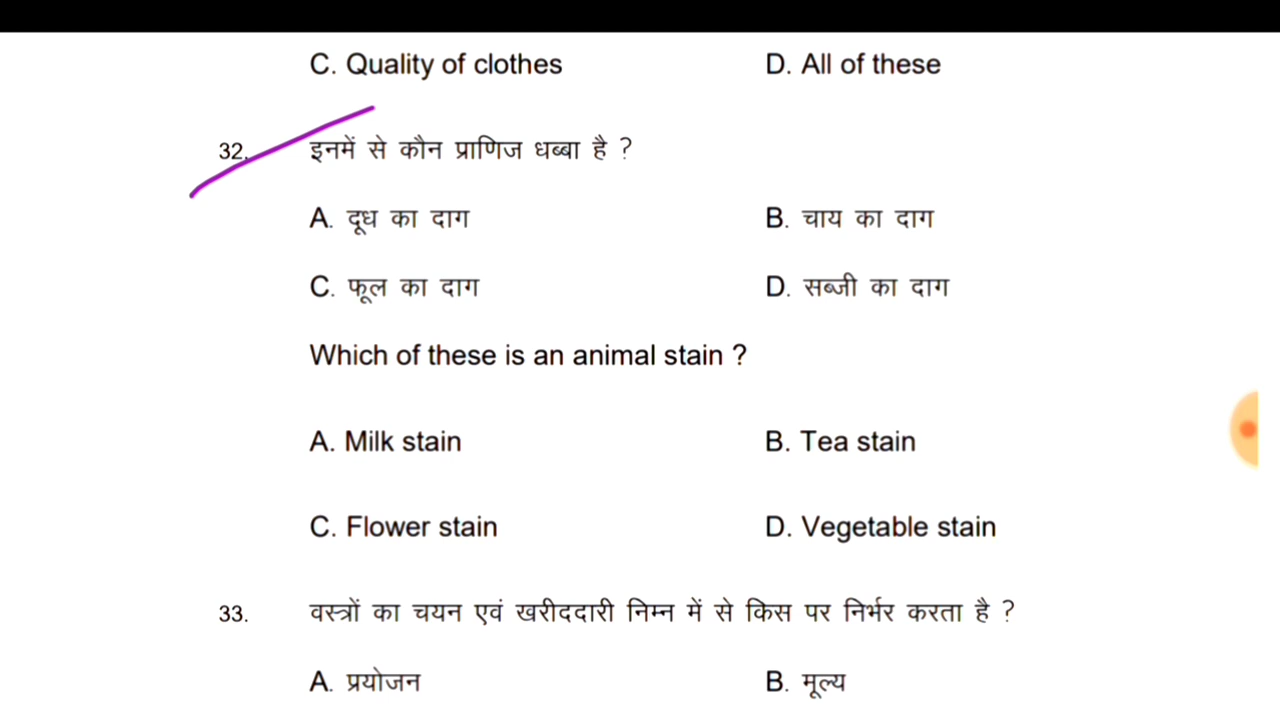 C. Quality of clothes D. All of these
32. इनमें से कौन प्राणिज धब्बा है ?
A. दूध का दाग B. चाय का दाग
C. फूल का दाग D. सब्जी का दाग
Which of these is an animal stain ?
A. Milk stain B. Tea stain
C. Flower stain D. Vegetable stain
33. वस्त्रों का चयन एवं खरीददारी निम्न में से किस पर निर्भर करता है ?
A. प्रयोजन B. मूल्य